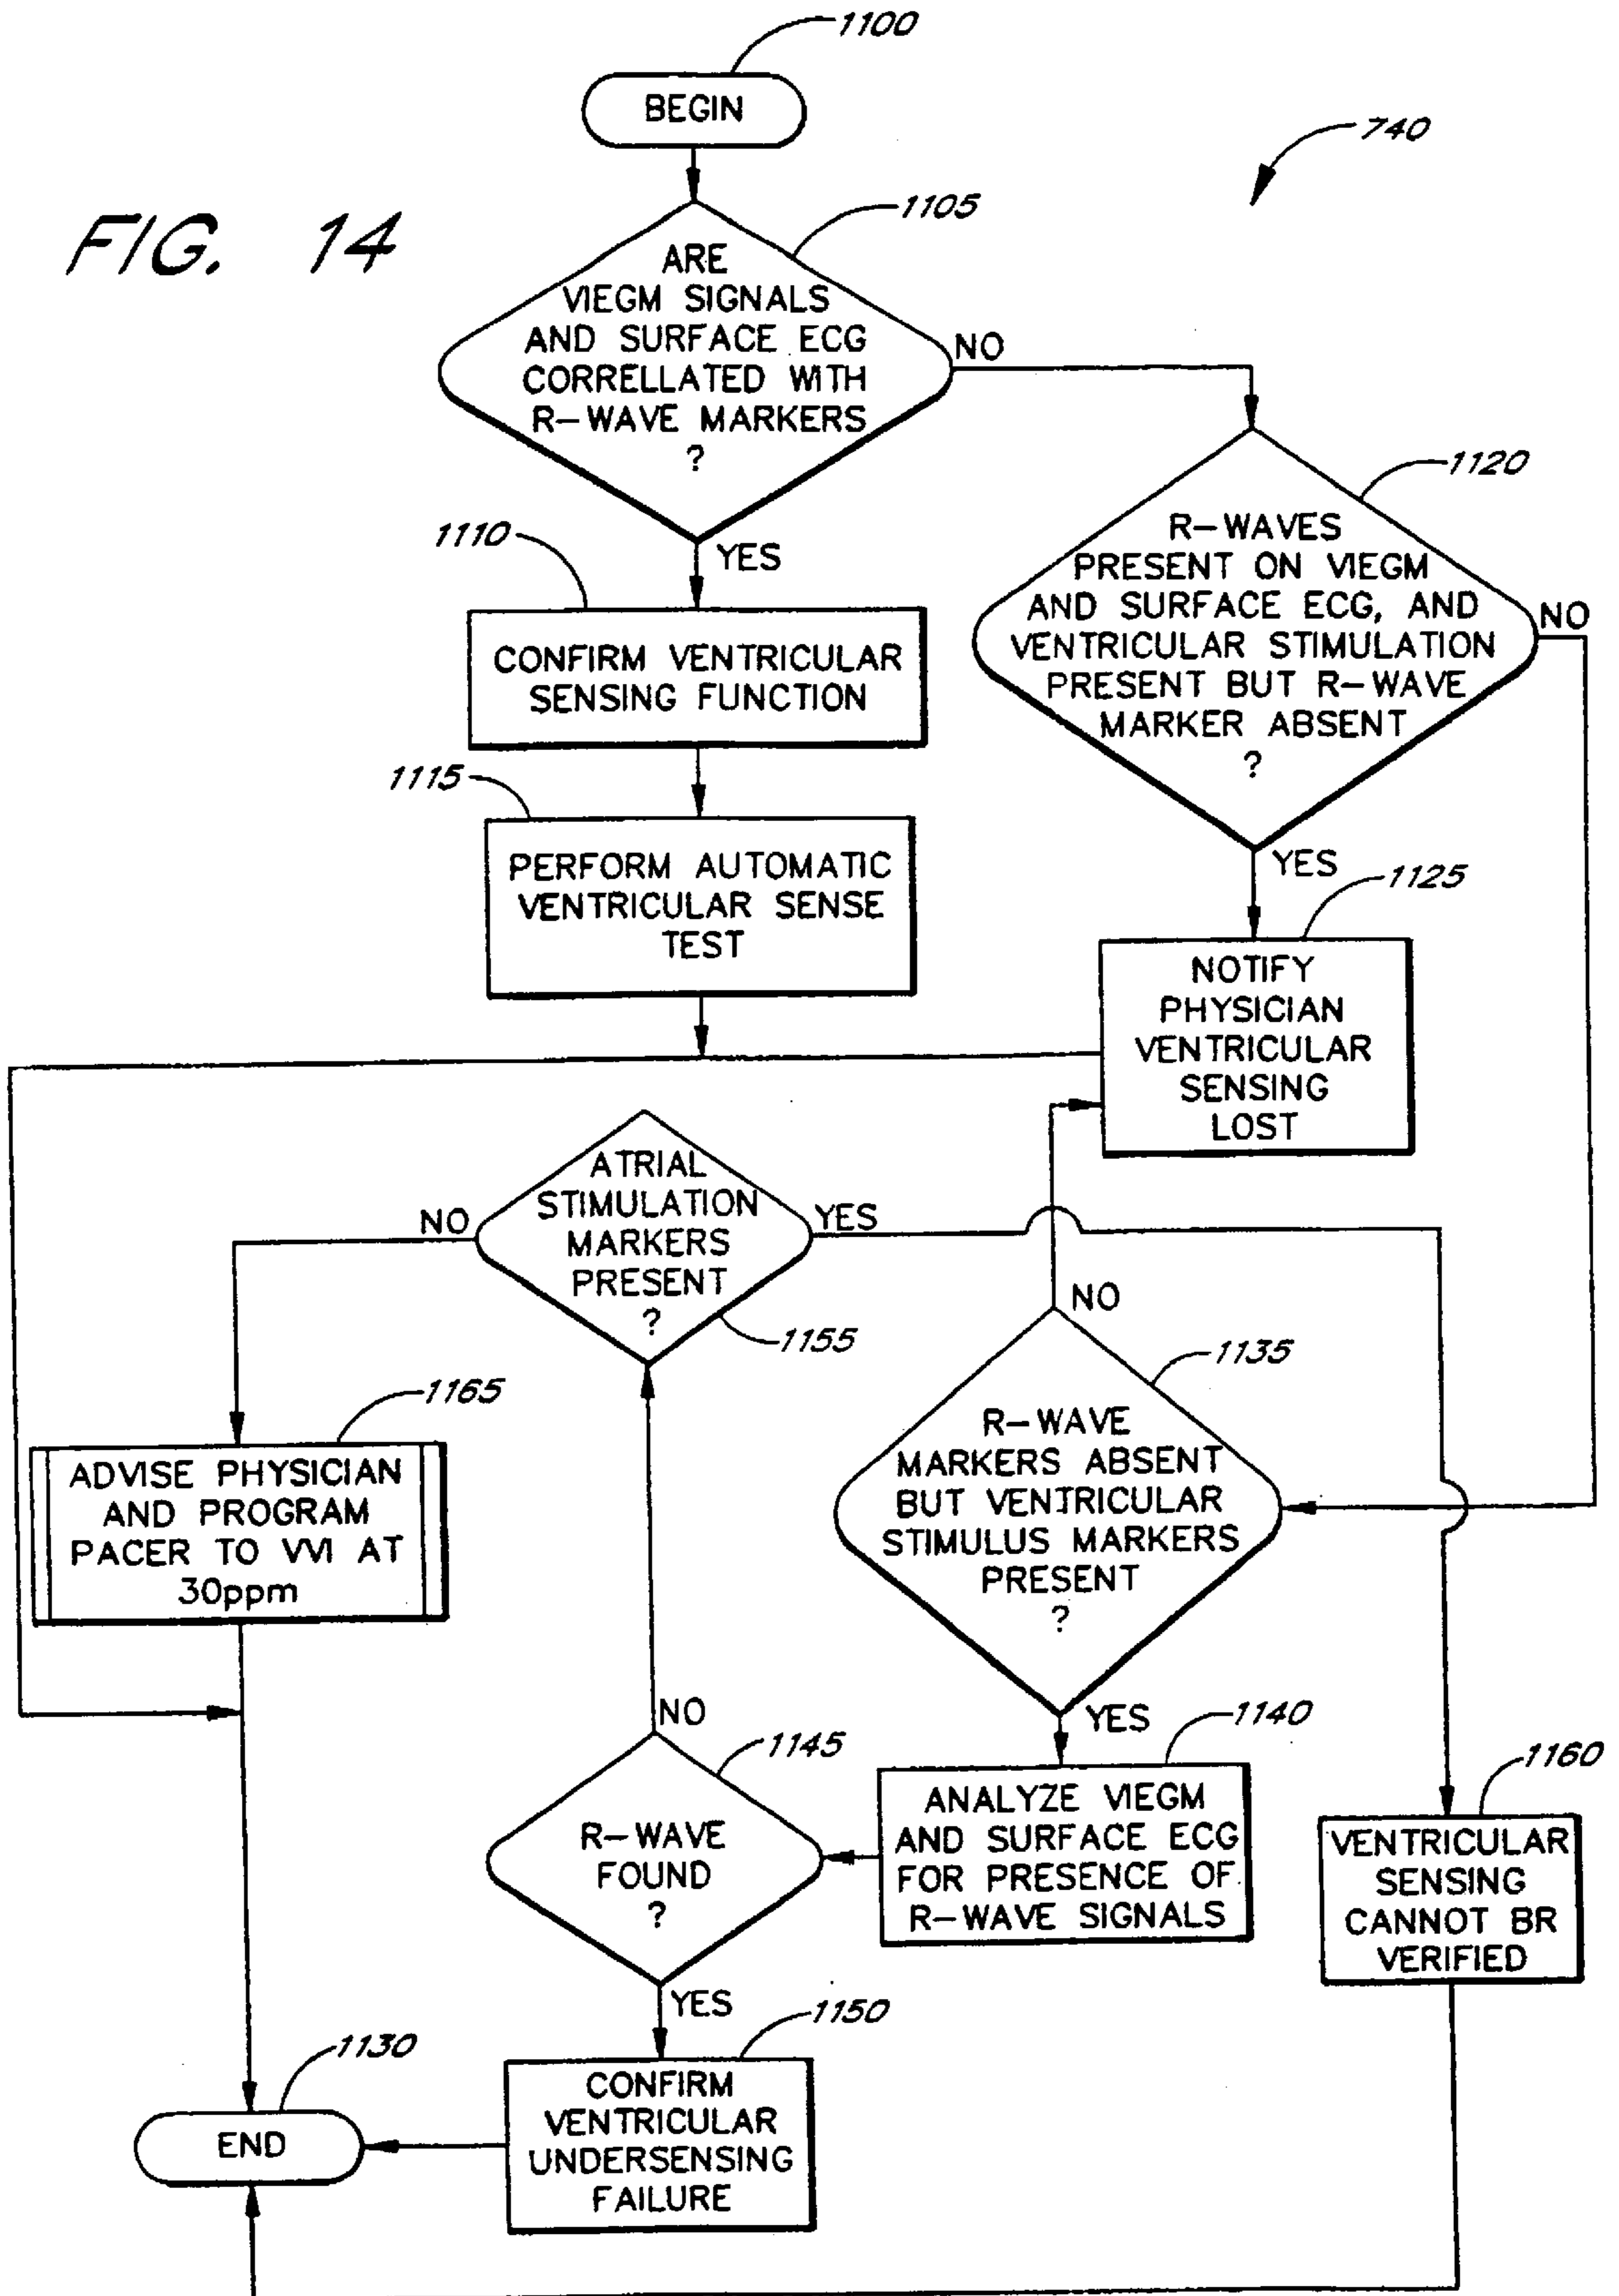 1100
BEGIN
740
FIG. 14
1105
ARE
VIEGM SIGNALS
AND SURFACE ECG
CORRELLATED WITH
R-WAVE MARKERS
?
NO
YES
1110
CONFIRM VENTRICULAR
SENSING FUNCTION
1115
PERFORM AUTOMATIC
VENTRICULAR SENSE
TEST
1120
R-WAVES
PRESENT ON VIEGM
AND SURFACE ECG, AND
VENTRICULAR STIMULATION
PRESENT BUT R-WAVE
MARKER ABSENT
?
NO
YES
1125
NOTIFY
PHYSICIAN
VENTRICULAR
SENSING
LOST
ATRIAL
STIMULATION
MARKERS
PRESENT
?
NO
YES
1155
1165
ADVISE PHYSICIAN
AND PROGRAM
PACER TO VVI AT
30ppm
NO
1135
R-WAVE
MARKERS ABSENT
BUT VENTRICULAR
STIMULUS MARKERS
PRESENT
?
YES
1140
ANALYZE VIEGM
AND SURFACE ECG
FOR PRESENCE OF
R-WAVE SIGNALS
NO
1145
R-WAVE
FOUND
?
YES
1160
VENTRICULAR
SENSING
CANNOT BR
VERIFIED
1150
CONFIRM
VENTRICULAR
UNDERSENSING
FAILURE
1130
END